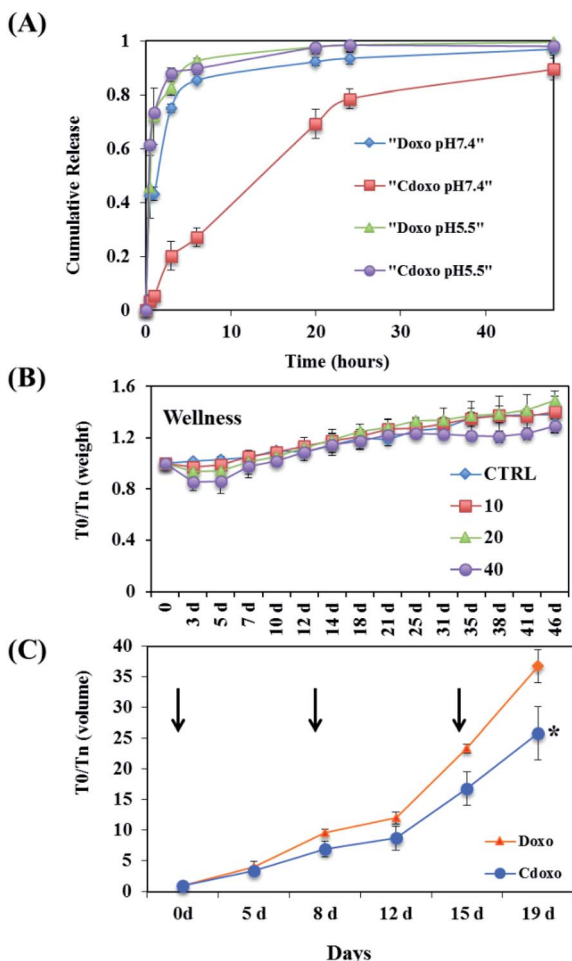 (A)
1
0.8
0.6
0.4
0.2
0
Cumulative Release
"Doxo pH7.4"
"Cdoxo pH7.4"
"Doxo pH5.5"
"Cdoxo pH5.5"
0 10 20 30 40
Time (hours)
(B)
1.6
1.2
0.8
0.4
0
T0/Tn (weight)
Wellness
CTRL
10
20
40
0 3 d 5 d 7 d 10 d 12 d 14 d 18 d 21 d 25 d 31 d 35 d 38 d 41 d 46 d
(C)
40
35
30
25
20
15
10
5
0
T0/Tn (volume)
*
Doxo
Cdoxo
0d 5 d 8 d 12 d 15 d 19 d
Days